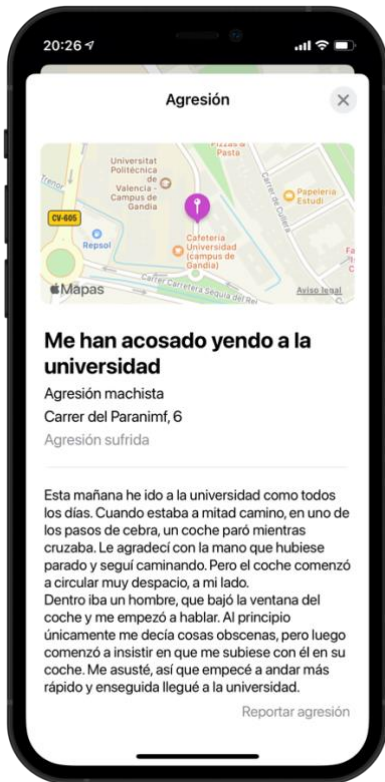 20:26
Agresión
Pizzas &
Pasta
Universitat
Politècnica
de
Valencia -
Campus de
Gandia
Carrer de Cullera
Papeleria
Estudi
CV-605
Repsol
Cafeteria
Universidad
(campus de
Gandia)
Carrer Carretera Sequia del Rei
Mapas
Aviso legal
Me han acosado yendo a la
universidad
Agresión machista
Carrer del Paranimf, 6
Agresión sufrida
Esta mañana he ido a la universidad como todos
los días. Cuando estaba a mitad camino, en uno de
los pasos de cebra, un coche paró mientras
cruzaba. Le agradecí con la mano que hubiese
parado y seguí caminando. Pero el coche comenzó
a circular muy despacio, a mi lado.
Dentro iba un hombre, que bajó la ventana del
coche y me empezó a hablar. Al principio
únicamente me decía cosas obscenas, pero luego
comenzó a insistir en que me subiese con él en su
coche. Me asusté, así que empecé a andar más
rápido y enseguida llegué a la universidad.
Reportar agresión